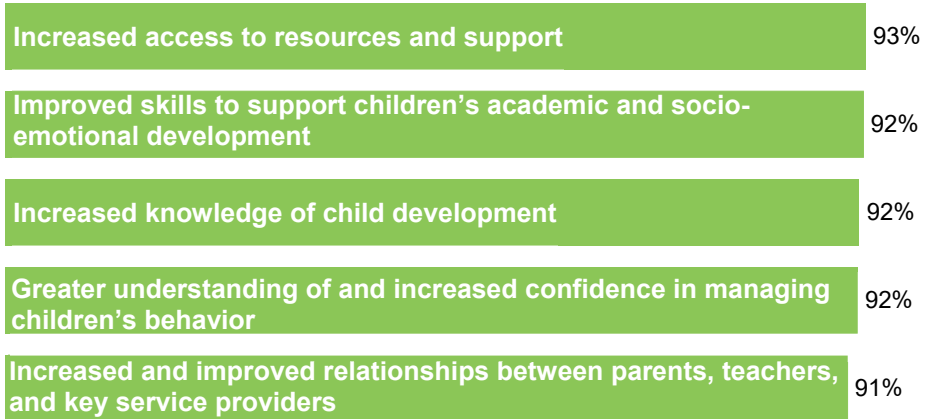 Increased access to resources and support
93%
Improved skills to support children’s academic and socio-
emotional development
92%
Increased knowledge of child development
92%
Greater understanding of and increased confidence in managing
children’s behavior
92%
Increased and improved relationships between parents, teachers,
and key service providers
91%